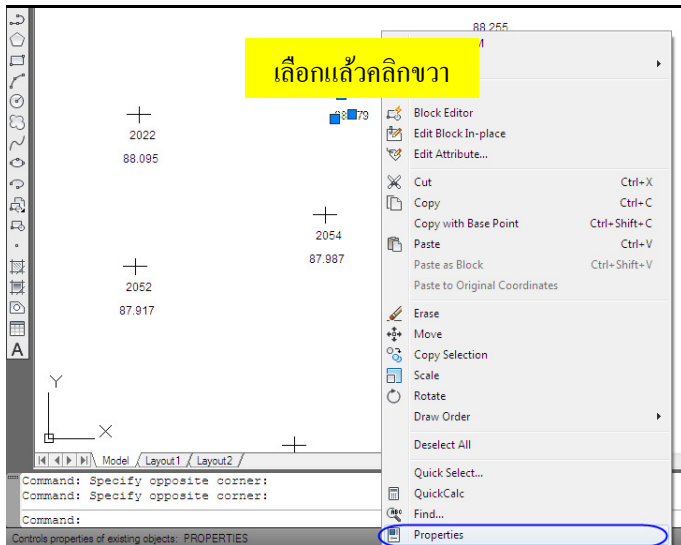 88.255
เลือกแล้วคลิกขวา
2022
88.095
2054
87.987
2052
87.917
Y
X
A
Block Editor
Edit Block In-place
Edit Attribute...
Cut Ctrl+X
Copy Ctrl+C
Copy with Base Point Ctrl+Shift+C
Paste Ctrl+V
Paste as Block Ctrl+Shift+V
Paste to Original Coordinates
Erase
Move
Copy Selection
Scale
Rotate
Draw Order
Deselect All
Quick Select...
QuickCalc
Find...
Properties
Model Layout1 Layout2
Command: Specify opposite corner:
Command: Specify opposite corner:
Command:
Controls properties of existing objects: PROPERTIES